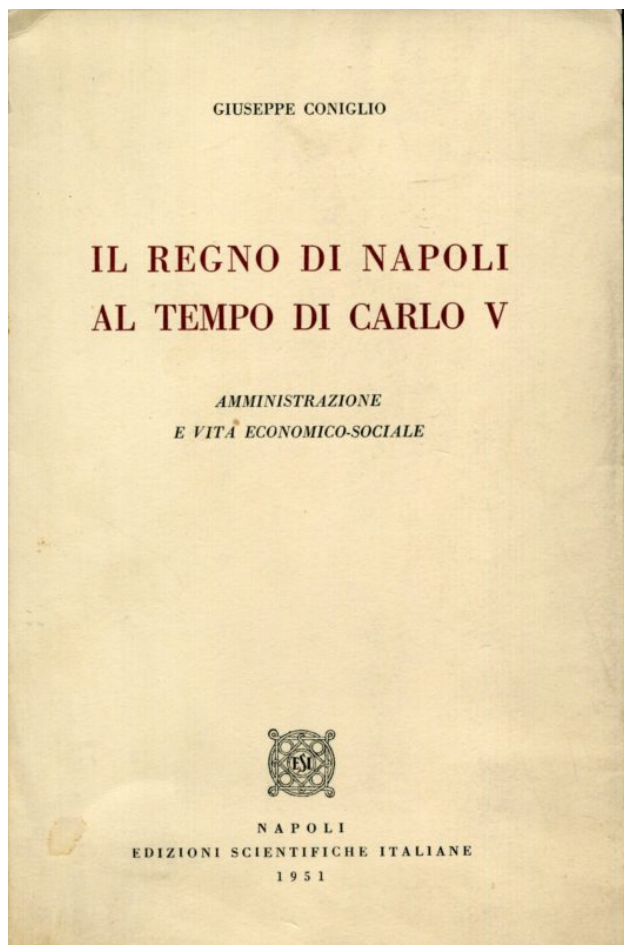 GIUSEPPE CONIGLIO
IL REGNO DI NAPOLI
AL TEMPO DI CARLO V
AMMINISTRAZIONE
E VITA ECONOMICO-SOCIALE
ESI
NAPOLI
EDIZIONI SCIENTIFICHE ITALIANE
1951